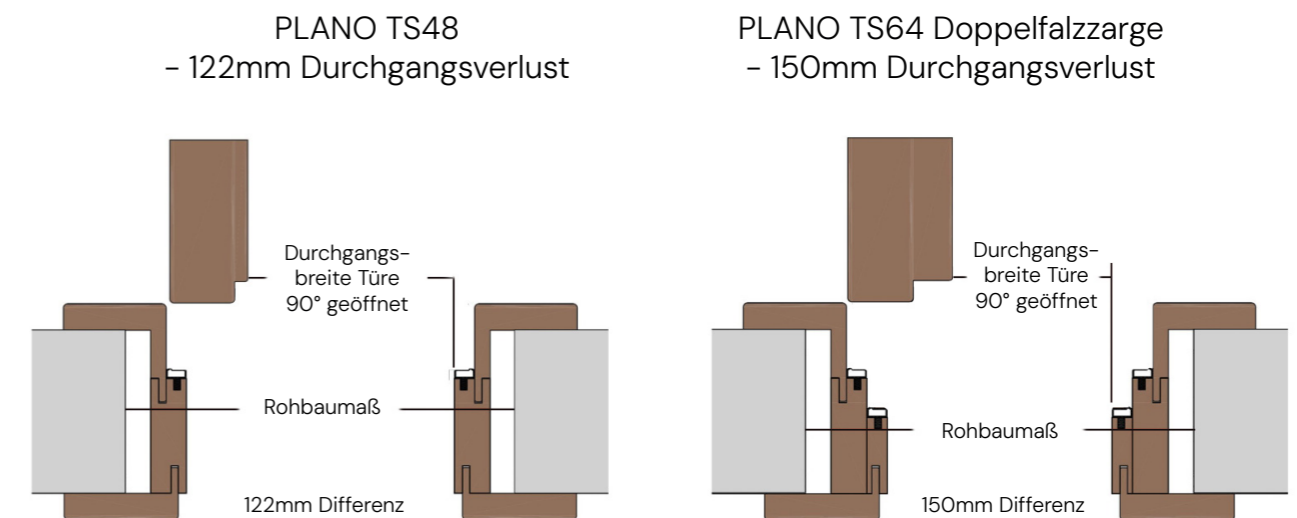 PLANO TS48
- 122mm Durchgangsverlust
Durchgangs-
breite Türe
90° geöffnet
Rohbaumaß
122mm Differenz
PLANO TS64 Doppelfalzzarge
- 150mm Durchgangsverlust
Durchgangs-
breite Türe
90° geöffnet
Rohbaumaß
150mm Differenz